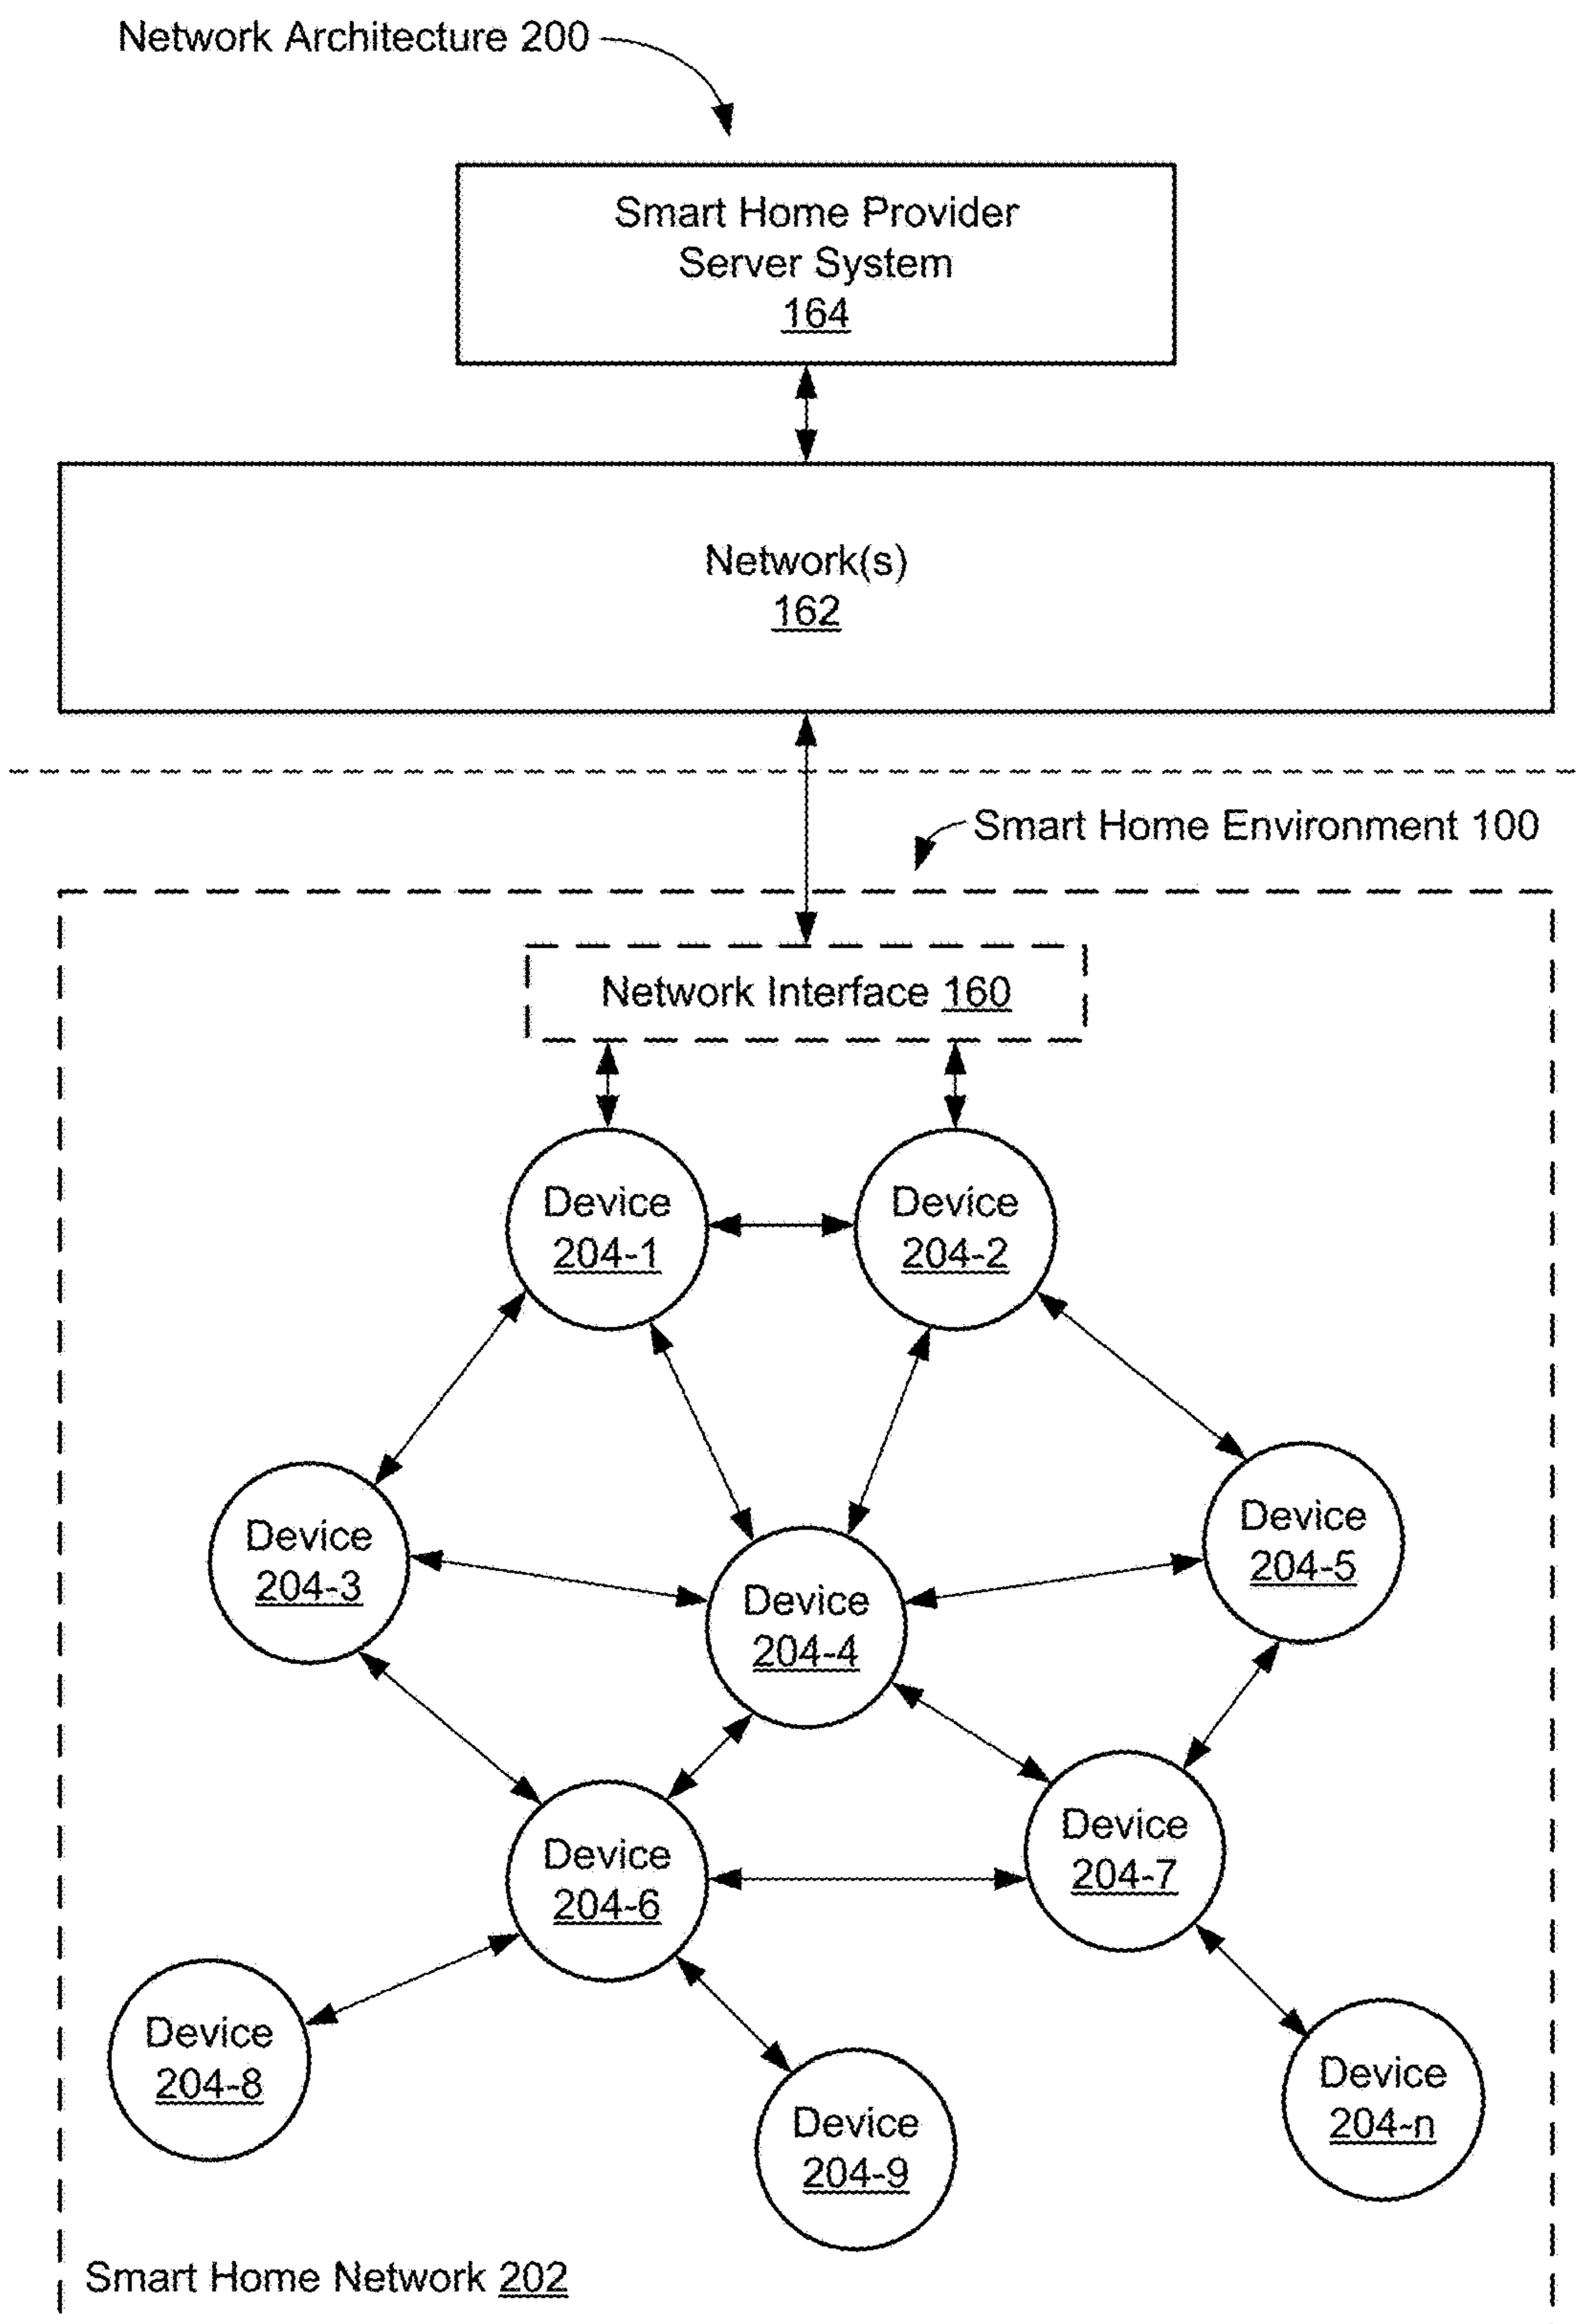 Network Architecture 200
Smart Home Provider
Server System
164
Network(s)
162
Smart Home Environment 100
Network Interface 160
Device
204-1
Device
204-2
Device
204-3
Device
204-4
Device
204-5
Device
204-6
Device
204-7
Device
204-8
Device
204-9
Device
204-n
Smart Home Network 202